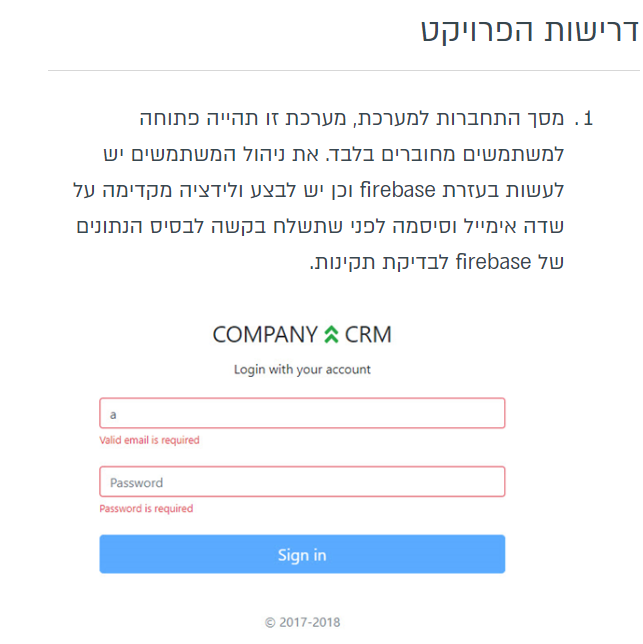 דרישות הפרויקט
1. מסך התחברות למערכת, מערכת זו תהייה פתוחה
למשתמשים מחוברים בלבד. את ניהול המשתמשים יש
לעשות בעזרת firebase וכן יש לבצע ולידציה מקדימה על
שדה אימייל וסיסמה לפני שתשלח בקשה לבסיס הנתונים
של firebase לבדיקת תקינות.
COMPANY CRM
Login with your account
a
Valid email is required
Password
Password is required
Sign in
© 2017-2018